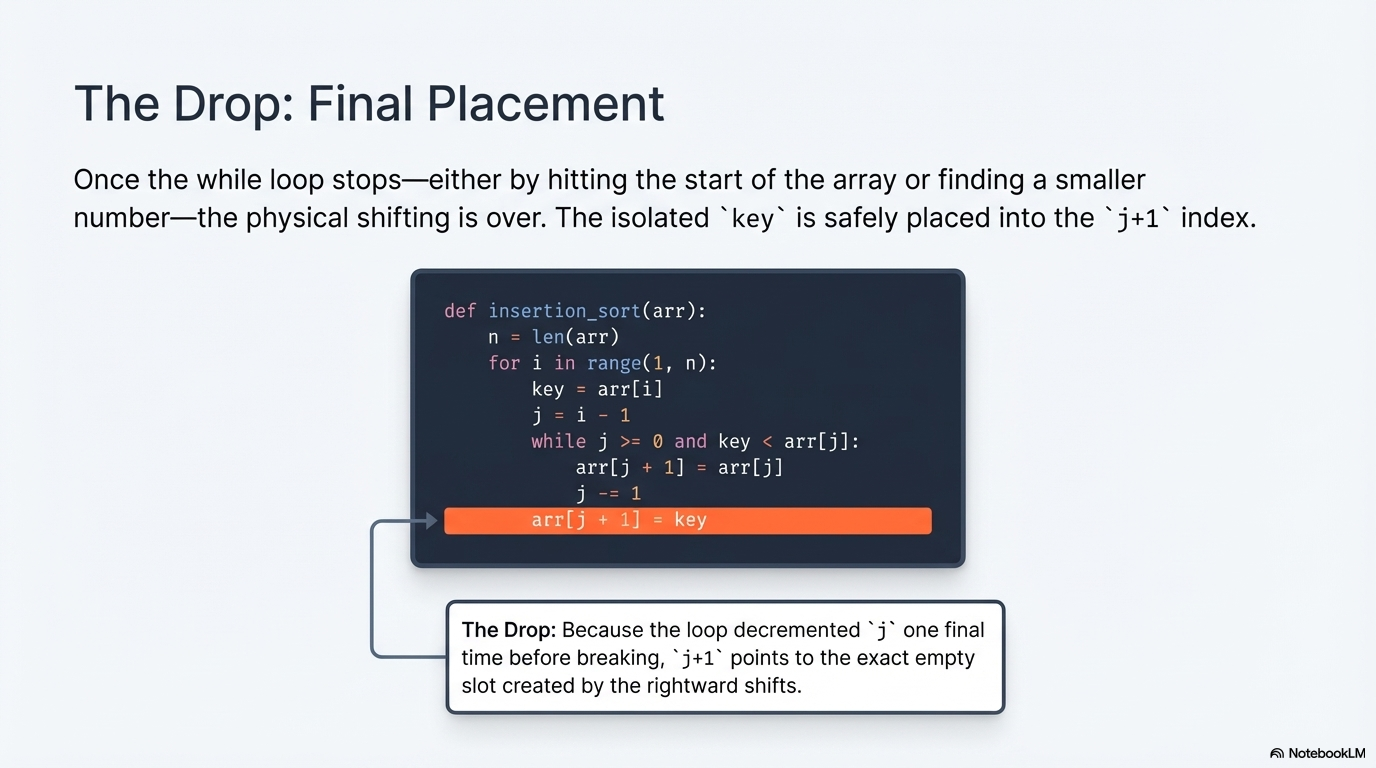 The Drop: Final Placement
Once the while loop stops—either by hitting the start of the array or finding a smaller
number—the physical shifting is over. The isolated `key` is safely placed into the `j+1` index.
def insertion_sort(arr):
    n = len(arr)
    for i in range(1, n):
        key = arr[i]
        j = i - 1
        while j >= 0 and key < arr[j]:
            arr[j + 1] = arr[j]
            j -= 1
        arr[j + 1] = key
The Drop: Because the loop decremented `j` one final
time before breaking, `j+1` points to the exact empty
slot created by the rightward shifts.
NotebookLM